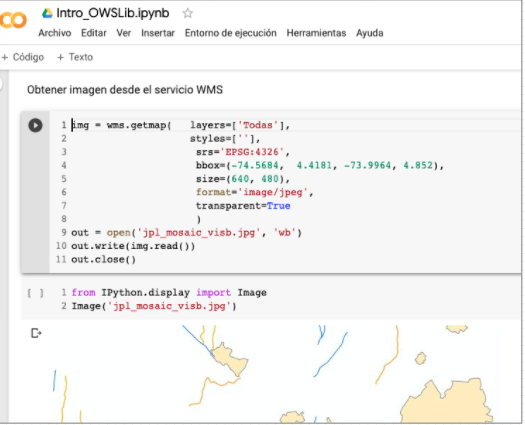 CO Intro_OWSLib.ipynb
Archivo Editar Ver Insertar Entorno de ejecución Herramientas Ayuda
+ Código + Texto
Obtener imagen desde el servicio WMS
1 img = wms.getmap( layers=['Todas'],
2 styles=[''],
3 srs='EPSG:4326',
4 bbox=(-74.5684, 4.4181, -73.9964, 4.852),
5 size=(640, 480),
6 format='image/jpeg',
7 transparent=True
8 )
9 out = open('jpl_mosaic_visb.jpg', 'wb')
10 out.write(img.read())
11 out.close()
[ ] 1 from IPython.display import Image
2 Image('jpl_mosaic_visb.jpg')